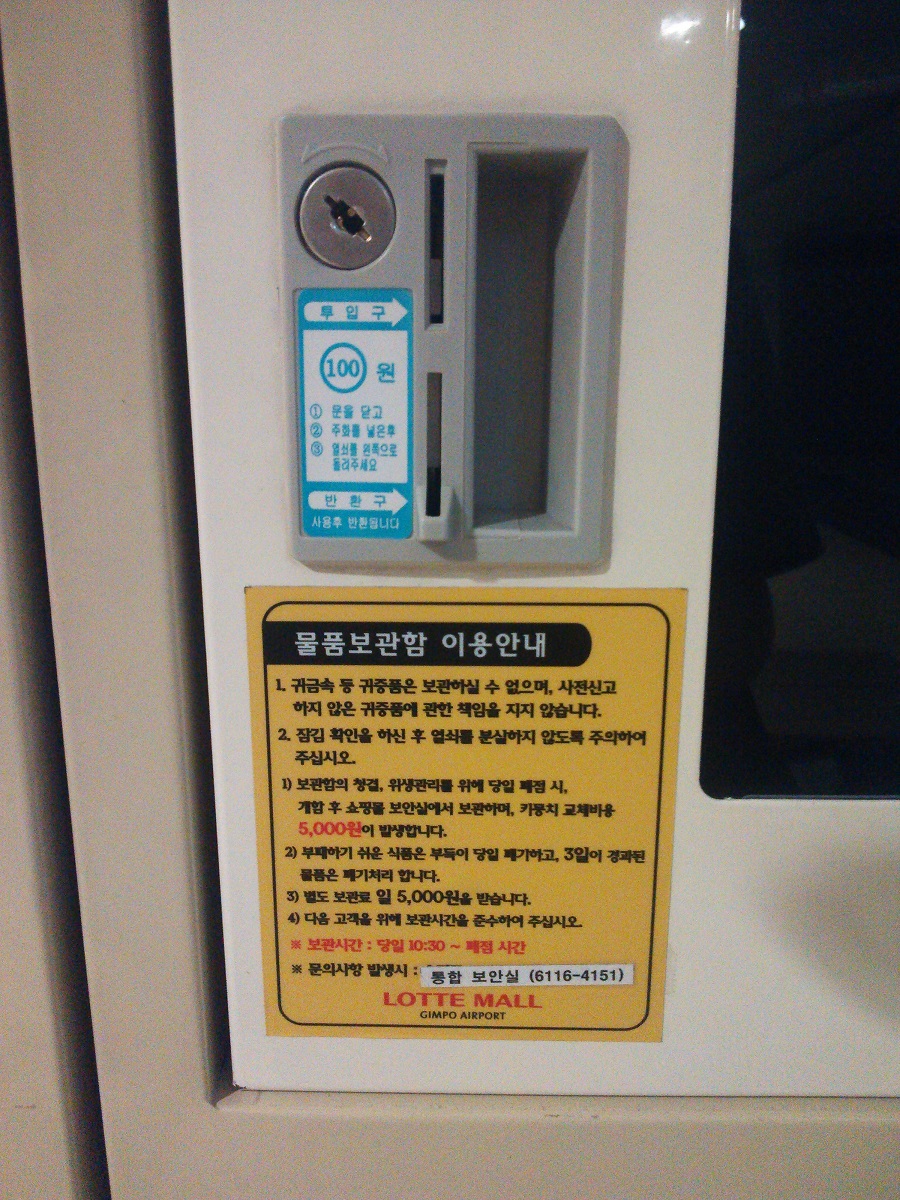 투입구
100 원
① 문을 닫고
② 주화를 넣은후
③ 열쇠를 왼쪽으로
돌려주세요
반환구
사용후 반환됩니다
물품보관함 이용안내
1. 귀금속 등 귀중품은 보관하실 수 없으며, 사전신고
하지 않은 귀중품에 관한 책임을 지지 않습니다.
2. 잠김 확인을 하신 후 열쇠를 분실하지 않도록 주의하여
주십시오.
1) 보관함의 청결, 위생관리를 위해 당일 폐점 시,
개함 후 쇼핑몰 보안실에서 보관하며, 키뭉치 교체비용
5,000원이 발생합니다.
2) 부패하기 쉬운 식품은 부득이 당일 폐기하고, 3일이 경과된
물품은 폐기처리 합니다.
3) 별도 보관료 일 5,000원을 받습니다.
4) 다음 고객을 위해 보관시간을 준수하여 주십시오.
※ 보관시간 : 당일 10:30 ~ 폐점 시간
※ 문의사항 발생시 : 통합 보안실 (6116-4151)
LOTTE MALL
GIMPO AIRPORT